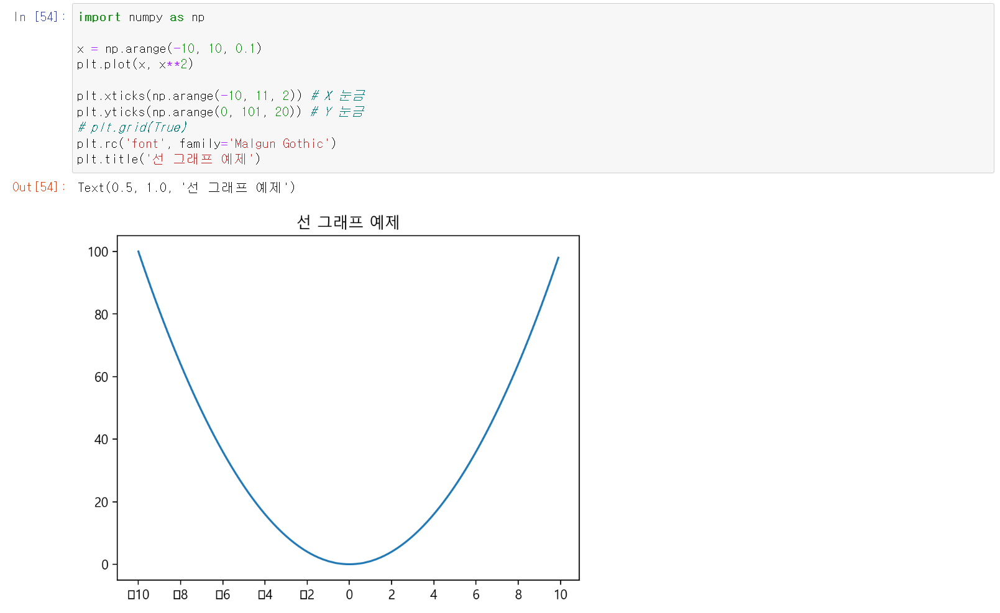 In [54]:
import numpy as np
x = np.arange(-10, 10, 0.1)
plt.plot(x, x**2)
plt.xticks(np.arange(-10, 11, 2)) # X 눈금
plt.yticks(np.arange(0, 101, 20)) # Y 눈금
# plt.grid(True)
plt.rc('font', family='Malgun Gothic')
plt.title('선 그래프 예제')
Out[54]: Text(0.5, 1.0, '선 그래프 예제')
선 그래프 예제
100
80
60
40
20
0
▯10 ▯8 ▯6 ▯4 ▯2 0 2 4 6 8 10